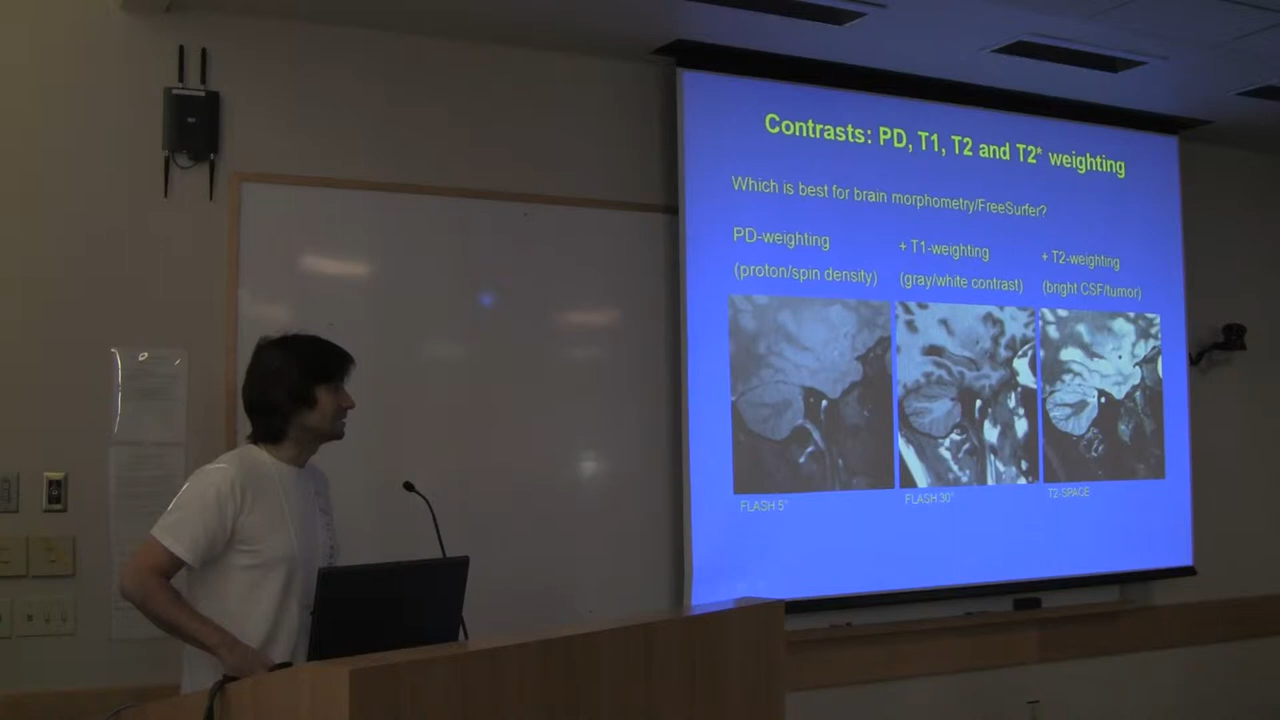 Contrasts: PD, T1, T2 and T2* weighting
Which is best for brain morphometry/FreeSurfer?
PD-weighting
(proton/spin density)
+ T1-weighting
(gray/white contrast)
+ T2-weighting
(bright CSF/tumor)
FLASH 5°
FLASH 30°
T2-SPACE